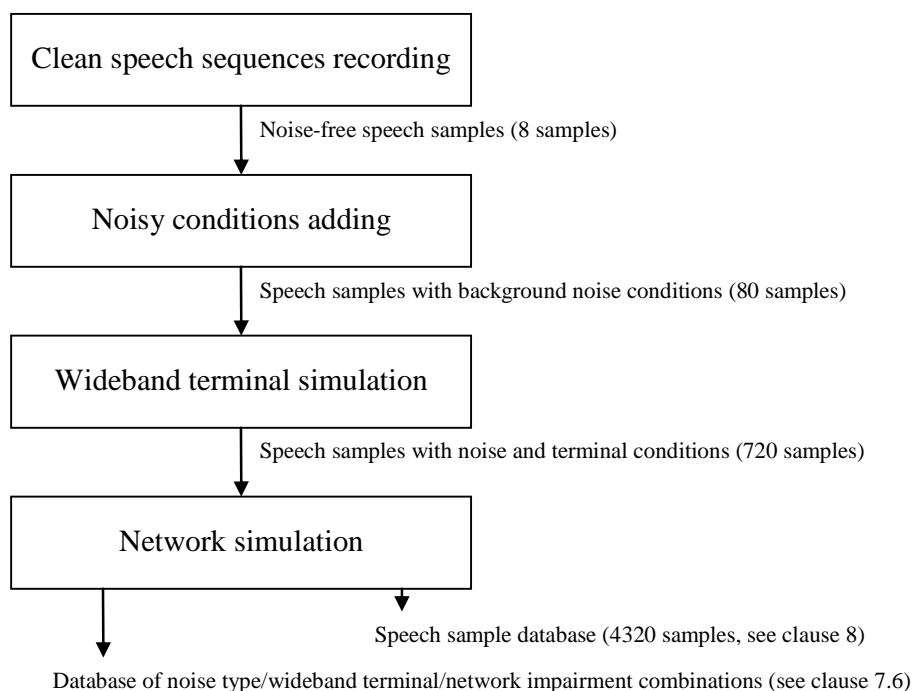 Clean speech sequences recording
Noise-free speech samples (8 samples)
Noisy conditions adding
Speech samples with background noise conditions (80 samples)
Wideband terminal simulation
Speech samples with noise and terminal conditions (720 samples)
Network simulation
Speech sample database (4320 samples, see clause 8)
Database of noise type/wideband terminal/network impairment combinations (see clause 7.6)